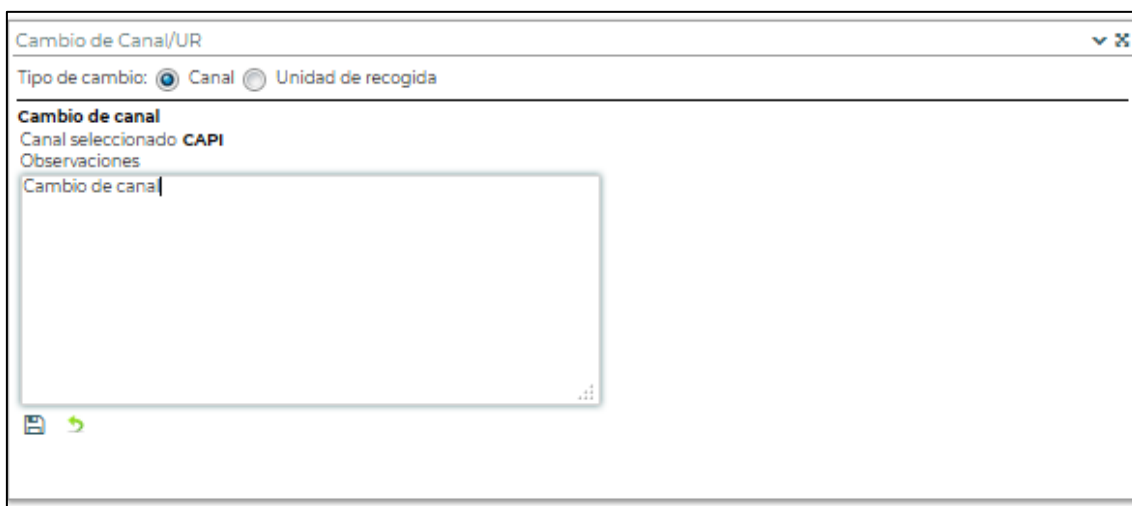 Cambio de Canal/UR
Tipo de cambio: Canal Unidad de recogida
Cambio de canal
Canal seleccionado CAPI
Observaciones
Cambio de canal